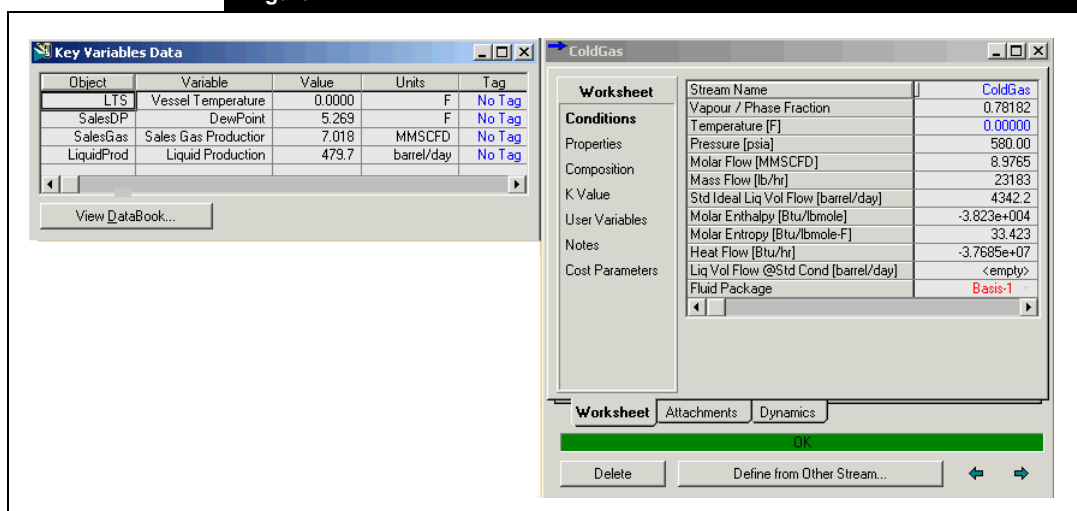 Key Variables Data
Object Variable Value Units Tag
LTS Vessel Temperature 0.0000 F No Tag
SalesDP DewPoint 5.269 F No Tag
SalesGas Sales Gas Productior 7.018 MMSCFD No Tag
LiquidProd Liquid Production 479.7 barrel/day No Tag
View DataBook...
ColdGas
Worksheet
Conditions
Properties
Composition
K Value
User Variables
Notes
Cost Parameters
Stream Name ColdGas
Vapour / Phase Fraction 0.78182
Temperature [F] 0.00000
Pressure [psia] 580.00
Molar Flow [MMSCFD] 8.9765
Mass Flow [lb/hr] 23183
Std Ideal Liq Vol Flow [barrel/day] 4342.2
Molar Enthalpy [Btu/lbmole] -3.823e+004
Molar Entropy [Btu/lbmole-F] 33.423
Heat Flow [Btu/hr] -3.7685e+07
Liq Vol Flow @Std Cond [barrel/day] <empty>
Fluid Package Basis-1
Worksheet Attachments Dynamics
OK
Delete Define from Other Stream...